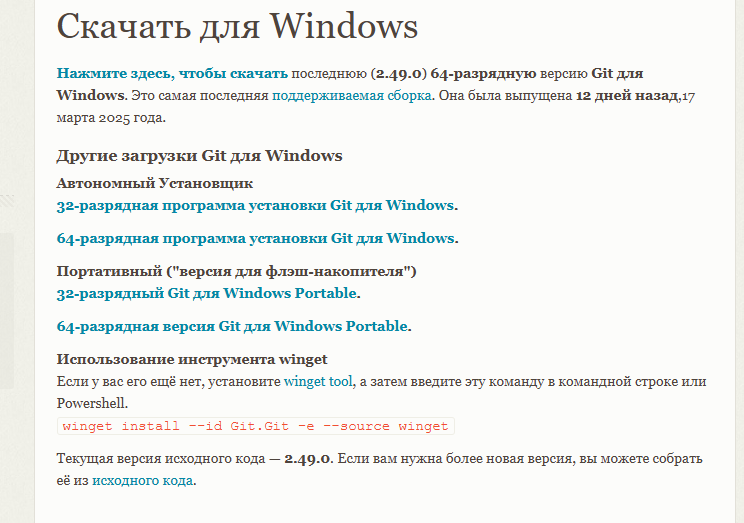 Скачать для Windows
Нажмите здесь, чтобы скачать последнюю (2.49.0) 64-разрядную версию Git для
Windows. Это самая последняя поддерживаемая сборка. Она была выпущена 12 дней назад,17
марта 2025 года.
Другие загрузки Git для Windows
Автономный Установщик
32-разрядная программа установки Git для Windows.
64-разрядная программа установки Git для Windows.
Портативный ("версия для флэш-накопителя")
32-разрядный Git для Windows Portable.
64-разрядная версия Git для Windows Portable.
Использование инструмента winget
Если у вас его ещё нет, установите winget tool, а затем введите эту команду в командной строке или
Powershell.
winget install --id Git.Git -e --source winget
Текущая версия исходного кода — 2.49.0. Если вам нужна более новая версия, вы можете собрать
её из исходного кода.